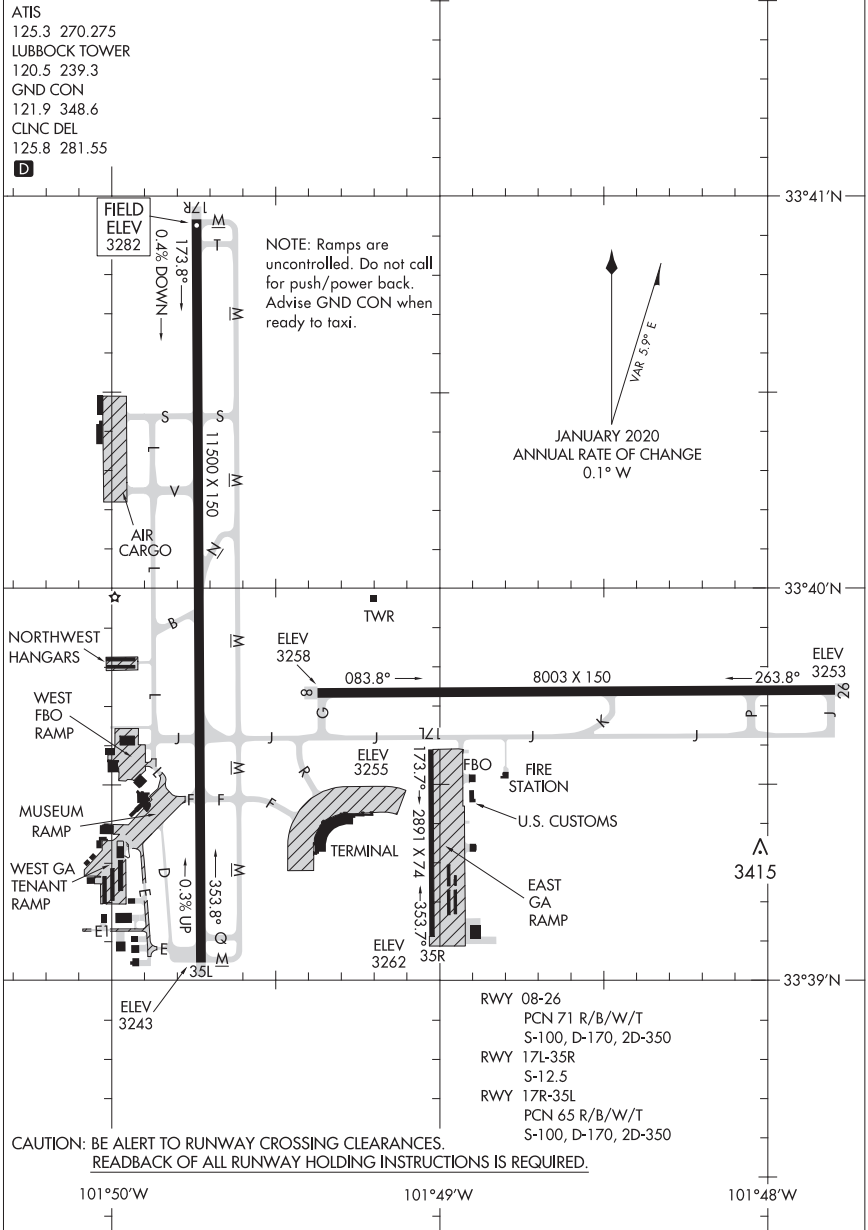 ATIS
125.3 270.275
LUBBOCK TOWER
120.5 239.3
GND CON
121.9 348.6
CLNC DEL
125.8 281.55
D
33°41'N
FIELD
ELEV
3282
17R
M
T
173.8°
0.4% DOWN
NOTE: Ramps are
uncontrolled. Do not call
for push/power back.
Advise GND CON when
ready to taxi.
M
VAR 5.9° E
JANUARY 2020
ANNUAL RATE OF CHANGE
0.1° W
S
S
L
11500 X 150
M
V
AIR
CARGO
N
L
33°40'N
TWR
B
M
NORTHWEST
HANGARS
ELEV
3258
ELEV
3253
083.8°
8003 X 150
263.8°
8
26
L
WEST
FBO
RAMP
G
K
P
J
J
J
J
J
J
17L
M
ELEV
3255
R
L
173.7°
FBO
FIRE
STATION
F
F
F
U.S. CUSTOMS
MUSEUM
RAMP
2891 X 74
TERMINAL
3415
WEST GA
TENANT
RAMP
D
E
M
353.8°
0.3% UP
353.7°
EAST
GA
RAMP
E1
E
Q
M
35L
ELEV
3262
35R
33°39'N
ELEV
3243
RWY 08-26
PCN 71 R/B/W/T
S-100, D-170, 2D-350
RWY 17L-35R
S-12.5
RWY 17R-35L
PCN 65 R/B/W/T
S-100, D-170, 2D-350
CAUTION: BE ALERT TO RUNWAY CROSSING CLEARANCES.
READBACK OF ALL RUNWAY HOLDING INSTRUCTIONS IS REQUIRED.
101°50'W
101°49'W
101°48'W